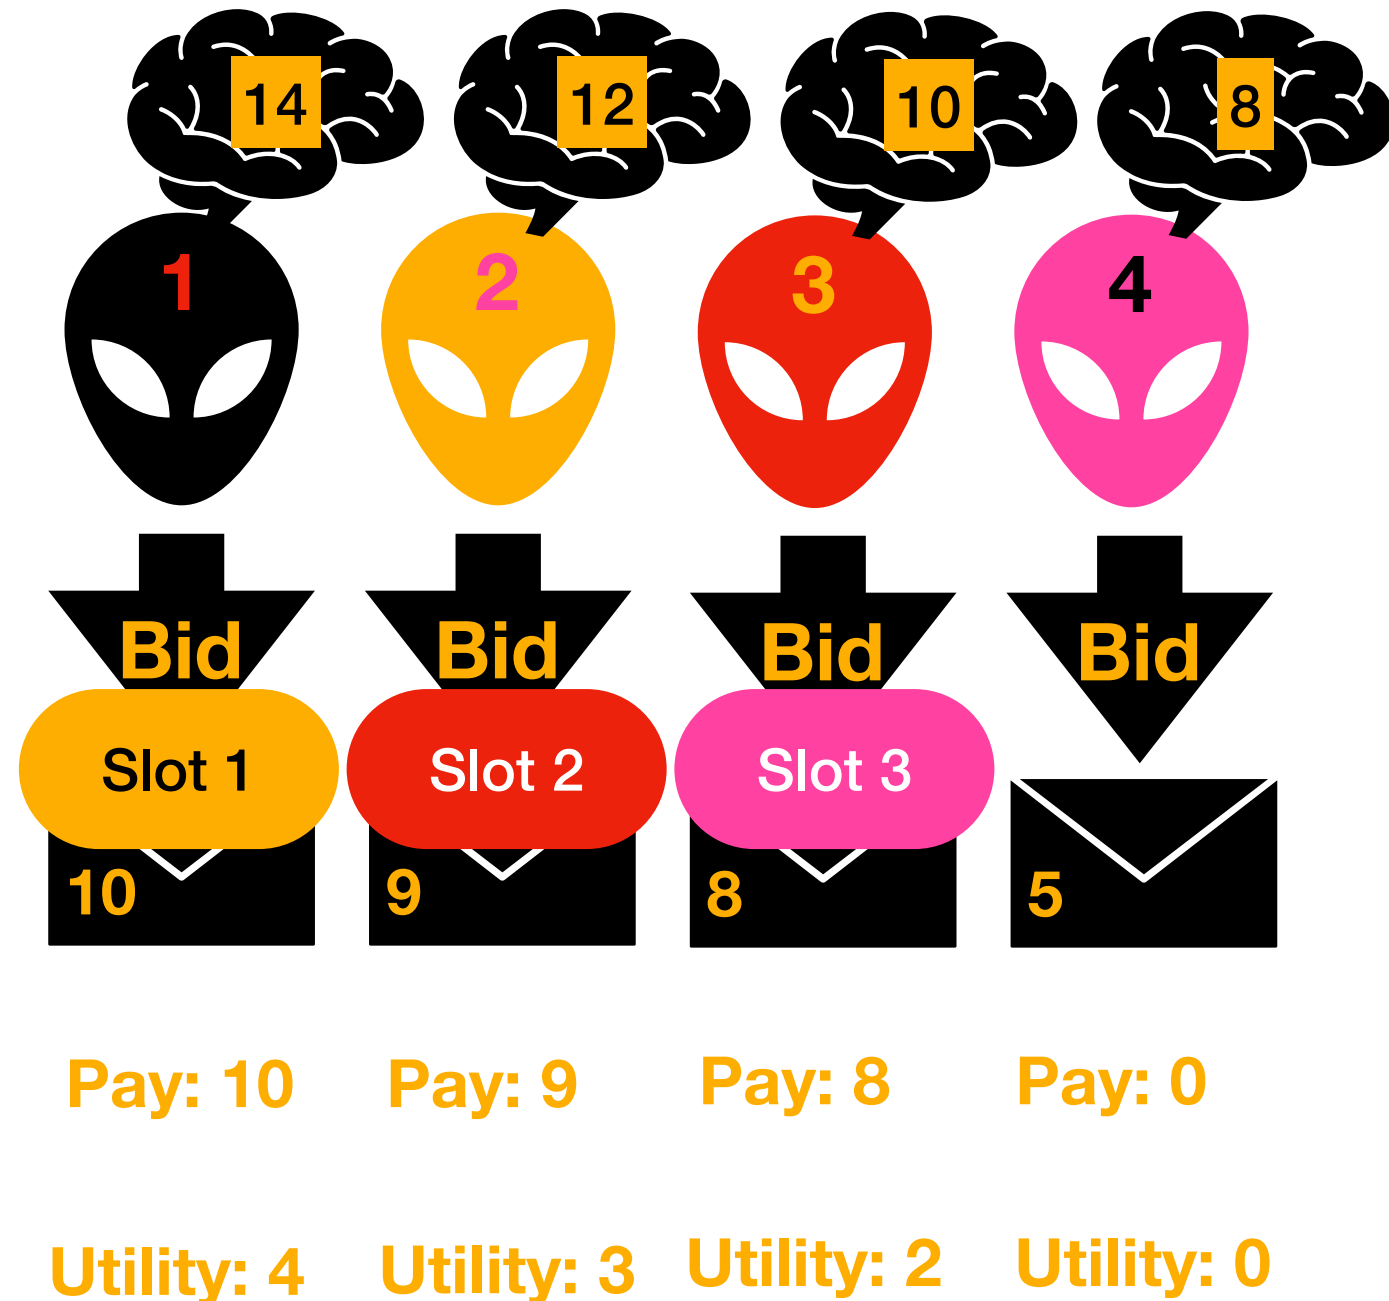 14 12 10 8
1 2 3 4
Bid Bid Bid Bid
Slot 1 Slot 2 Slot 3
10 9 8 5
Pay: 10 Pay: 9 Pay: 8 Pay: 0
Utility: 4 Utility: 3 Utility: 2 Utility: 0